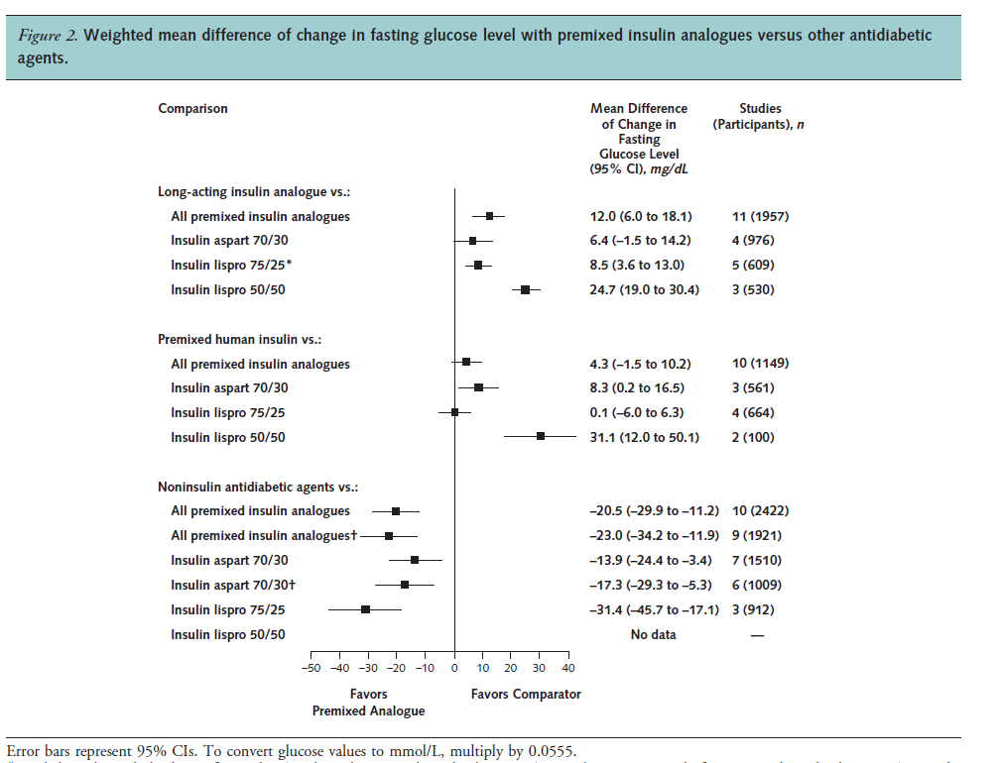 Figure 2. Weighted mean difference of change in fasting glucose level with premixed insulin analogues versus other antidiabetic
agents.
Comparison
Mean Difference
of Change in
Fasting
Glucose Level
(95% CI), mg/dL
Studies
(Participants), n
Long-acting insulin analogue vs.:
All premixed insulin analogues 12.0 (6.0 to 18.1) 11 (1957)
Insulin aspart 70/30 6.4 (–1.5 to 14.2) 4 (976)
Insulin lispro 75/25* 8.5 (3.6 to 13.0) 5 (609)
Insulin lispro 50/50 24.7 (19.0 to 30.4) 3 (530)
Premixed human insulin vs.:
All premixed insulin analogues 4.3 (–1.5 to 10.2) 10 (1149)
Insulin aspart 70/30 8.3 (0.2 to 16.5) 3 (561)
Insulin lispro 75/25 0.1 (–6.0 to 6.3) 4 (664)
Insulin lispro 50/50 31.1 (12.0 to 50.1) 2 (100)
Noninsulin antidiabetic agents vs.:
All premixed insulin analogues –20.5 (–29.9 to –11.2) 10 (2422)
All premixed insulin analogues† –23.0 (–34.2 to –11.9) 9 (1921)
Insulin aspart 70/30 –13.9 (–24.4 to –3.4) 7 (1510)
Insulin aspart 70/30† –17.3 (–29.3 to –5.3) 6 (1009)
Insulin lispro 75/25 –31.4 (–45.7 to –17.1) 3 (912)
Insulin lispro 50/50 No data —
–50 –40 –30 –20 –10 0 10 20 30 40
Favors
Premixed Analogue
Favors Comparator
Error bars represent 95% CIs. To convert glucose values to mmol/L, multiply by 0.0555.